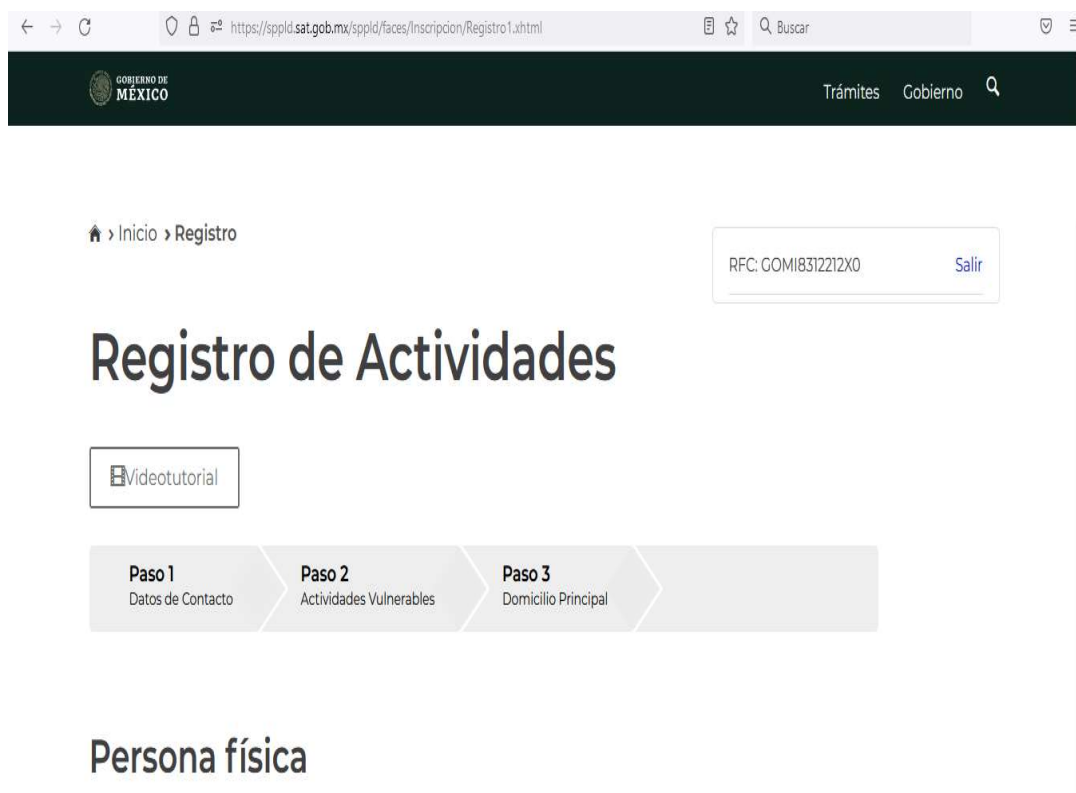 https://sppld.sat.gob.mx/sppld/faces/Inscripcion/Registro1.xhtml
Buscar
GOBIERNO DE
MÉXICO
Trámites Gobierno
> Inicio > Registro
RFC: GOMI8312212X0 Salir
Registro de Actividades
Videotutorial
Paso 1 Paso 2 Paso 3
Datos de Contacto Actividades Vulnerables Domicilio Principal
Persona física